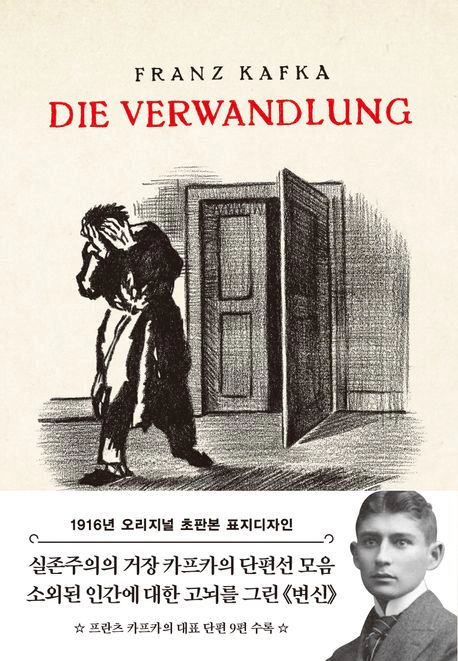 FRANZ KAFKA
DIE VERWANDLUNG
1916년 오리지널 초판본 표지디자인
실존주의의 거장 카프카의 단편선 모음
소외된 인간에 대한 고뇌를 그린 《변신》
☆ 프란츠 카프카의 대표 단편 9편 수록 ☆